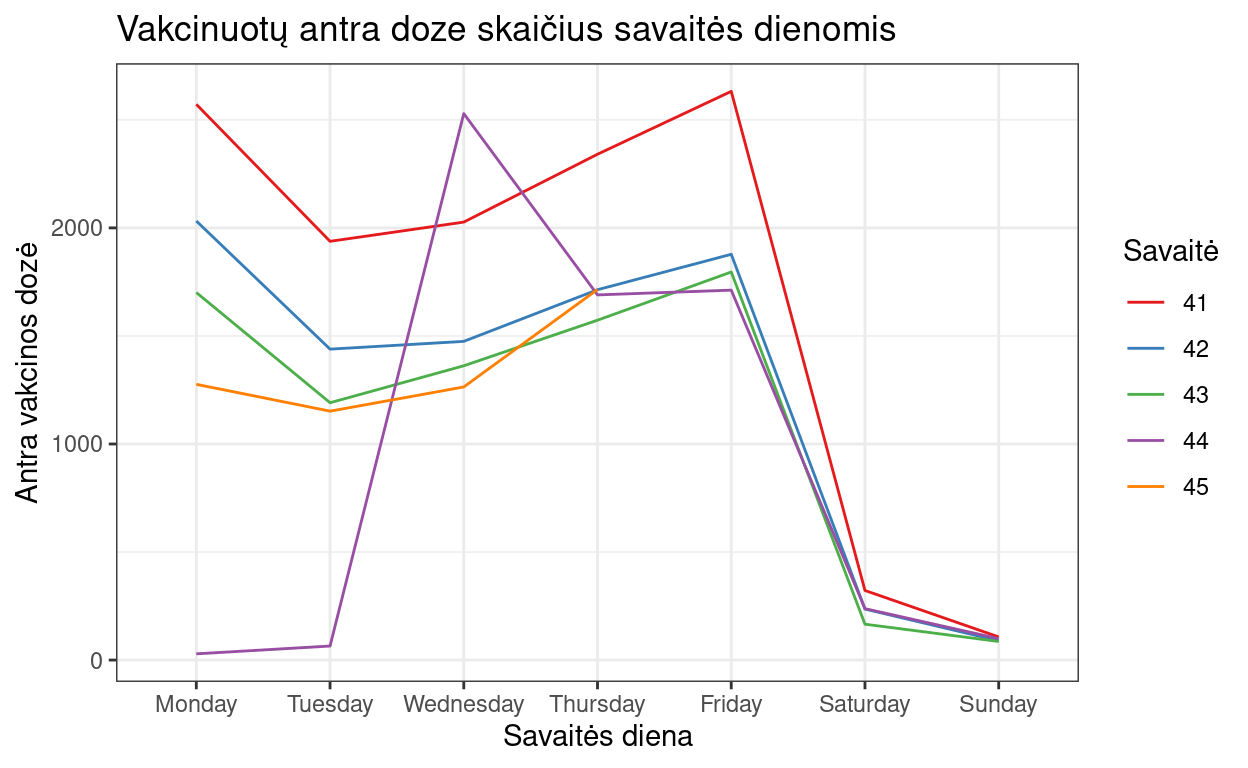 Vakcinuotų antra doze skaičius savaitės dienomis
Antra vakcinos dozė
2000
1000
0
Monday Tuesday Wednesday Thursday Friday Saturday Sunday
Savaitės diena
Savaitė
41
42
43
44
45